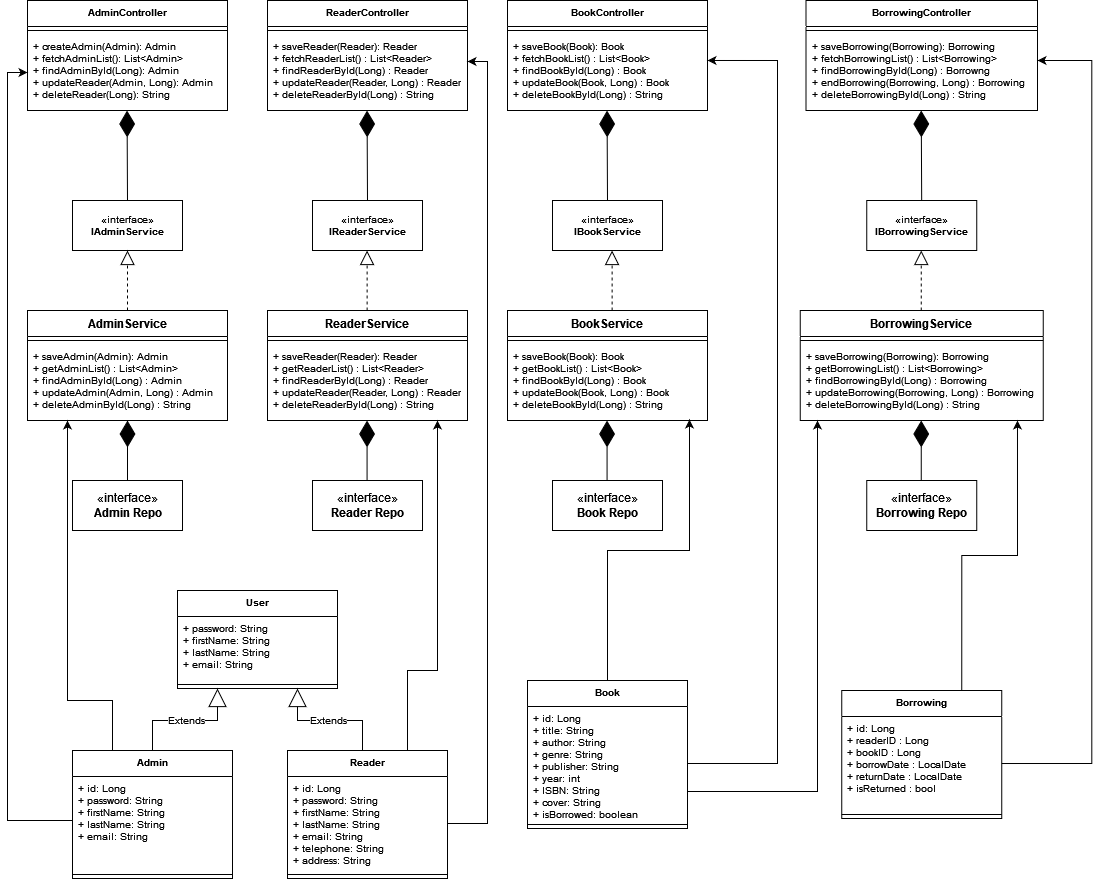 AdminController
+ createAdmin(Admin): Admin
+ fetchAdminList() : List<Admin>
+ findAdminById(Long): Admin
+ updateReader(Admin, Long): Admin
+ deleteReader(Long): String
ReaderController
+ saveReader(Reader): Reader
+ fetchReaderList() : List<Reader>
+ findReaderById(Long) : Reader
+ updateReader(Reader, Long) : Reader
+ deleteReaderById(Long) : String
BookController
+ saveBook(Book): Book
+ fetchBookList() : List<Book>
+ findBookById(Long) : Book
+ updateBook(Book, Long) : Book
+ deleteBookById(Long) : String
BorrowingController
+ saveBorrowing(Borrowing): Borrowing
+ fetchBorrowingList() : List<Borrowing>
+ findBorrowingById(Long) : Borrowng
+ endBorrowing(Borrowing, Long) : Borrowing
+ deleteBorrowingById(Long) : String
«interface»
IAdminService
«interface»
IReaderService
«interface»
IBookService
«interface»
IBorrowingService
AdminService
+ saveAdmin(Admin): Admin
+ getAdminList() : List<Admin>
+ findAdminById(Long) : Admin
+ updateAdmin(Admin, Long) : Admin
+ deleteAdminById(Long) : String
ReaderService
+ saveReader(Reader): Reader
+ getReaderList() : List<Reader>
+ findReaderById(Long) : Reader
+ updateReader(Reader, Long) : Reader
+ deleteReaderById(Long) : String
BookService
+ saveBook(Book): Book
+ getBookList() : List<Book>
+ findBookById(Long) : Book
+ updateBook(Book, Long) : Book
+ deleteBookById(Long) : String
BorrowingService
+ saveBorrowing(Borrowing): Borrowing
+ getBorrowingList() : List<Borrowing>
+ findBorrowingById(Long) : Borrowing
+ updateBorrowing(Borrowing, Long) : Borrowing
+ deleteBorrowingById(Long) : String
«interface»
Admin Repo
«interface»
Reader Repo
«interface»
Book Repo
«interface»
Borrowing Repo
User
+ password: String
+ firstName: String
+ lastName: String
+ email: String
Extends
Extends
Admin
+ id: Long
+ password: String
+ firstName: String
+ lastName: String
+ email: String
Reader
+ id: Long
+ password: String
+ firstName: String
+ lastName: String
+ email: String
+ telephone: String
+ address: String
Book
+ id: Long
+ title: String
+ author: String
+ genre: String
+ publisher: String
+ year: int
+ ISBN: String
+ cover: String
+ isBorrowed: boolean
Borrowing
+ id: Long
+ readerID : Long
+ bookID : Long
+ borrowDate : LocalDate
+ returnDate : LocalDate
+ isReturned : bool